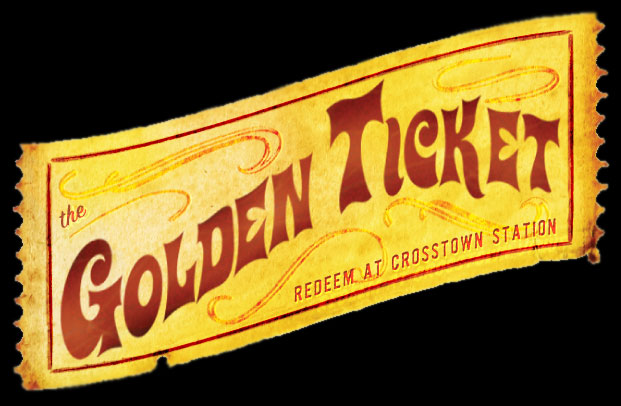 the
GOLDEN TICKET
REDEEM AT CROSSTOWN STATION